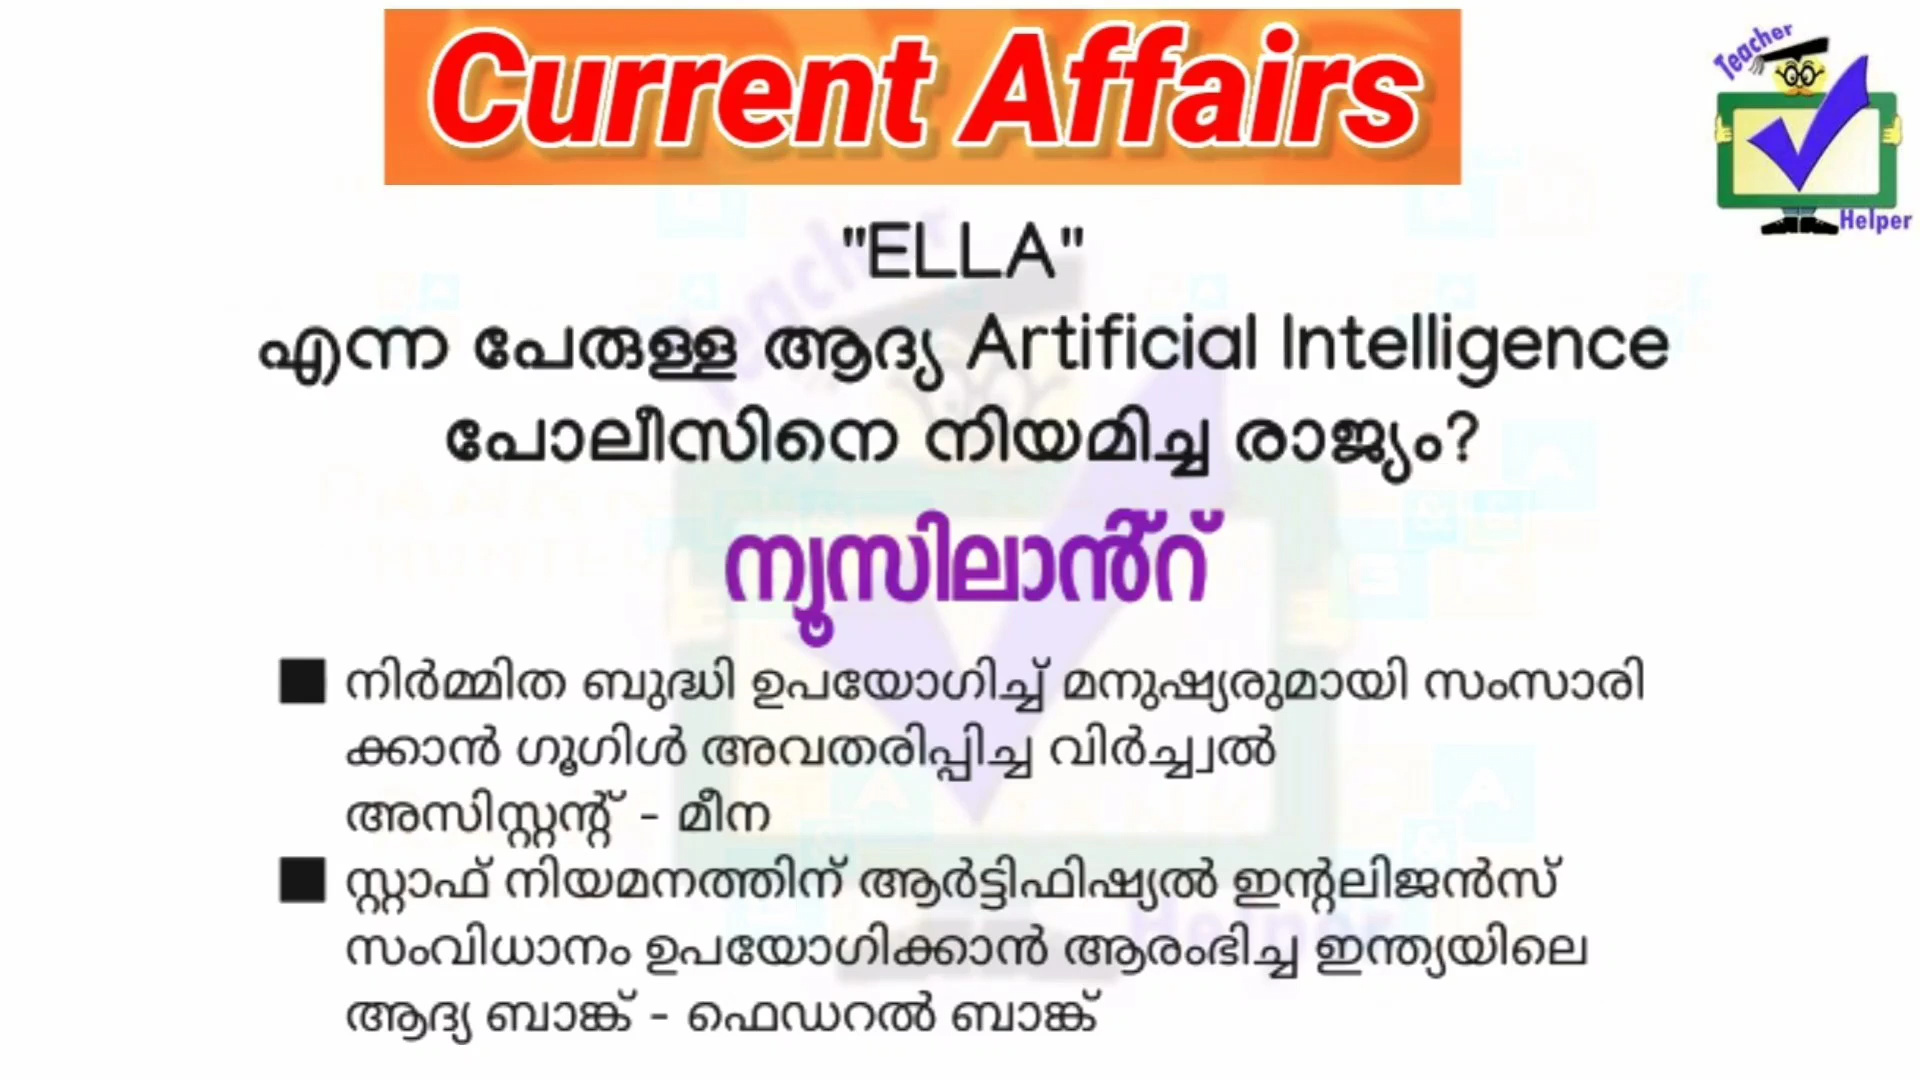 Current Affairs
Teacher
Helper
"ELLA"
എന്ന പേരുള്ള ആദ്യ Artificial Intelligence
പോലീസിനെ നിയമിച്ച രാജ്യം?
ന്യൂസിലാൻ്റ്
■ നിർമ്മിത ബുദ്ധി ഉപയോഗിച്ച് മനുഷ്യരുമായി സംസാരി
ക്കാൻ ഗൂഗിൾ അവതരിപ്പിച്ച വിർച്ച്വൽ
അസിസ്റ്റന്റ് - മീന
■ സ്റ്റാഫ് നിയമനത്തിന് ആർട്ടിഫിഷ്യൽ ഇന്റലിജൻസ്
സംവിധാനം ഉപയോഗിക്കാൻ ആരംഭിച്ച ഇന്ത്യയിലെ
ആദ്യ ബാങ്ക് - ഫെഡറൽ ബാങ്ക്